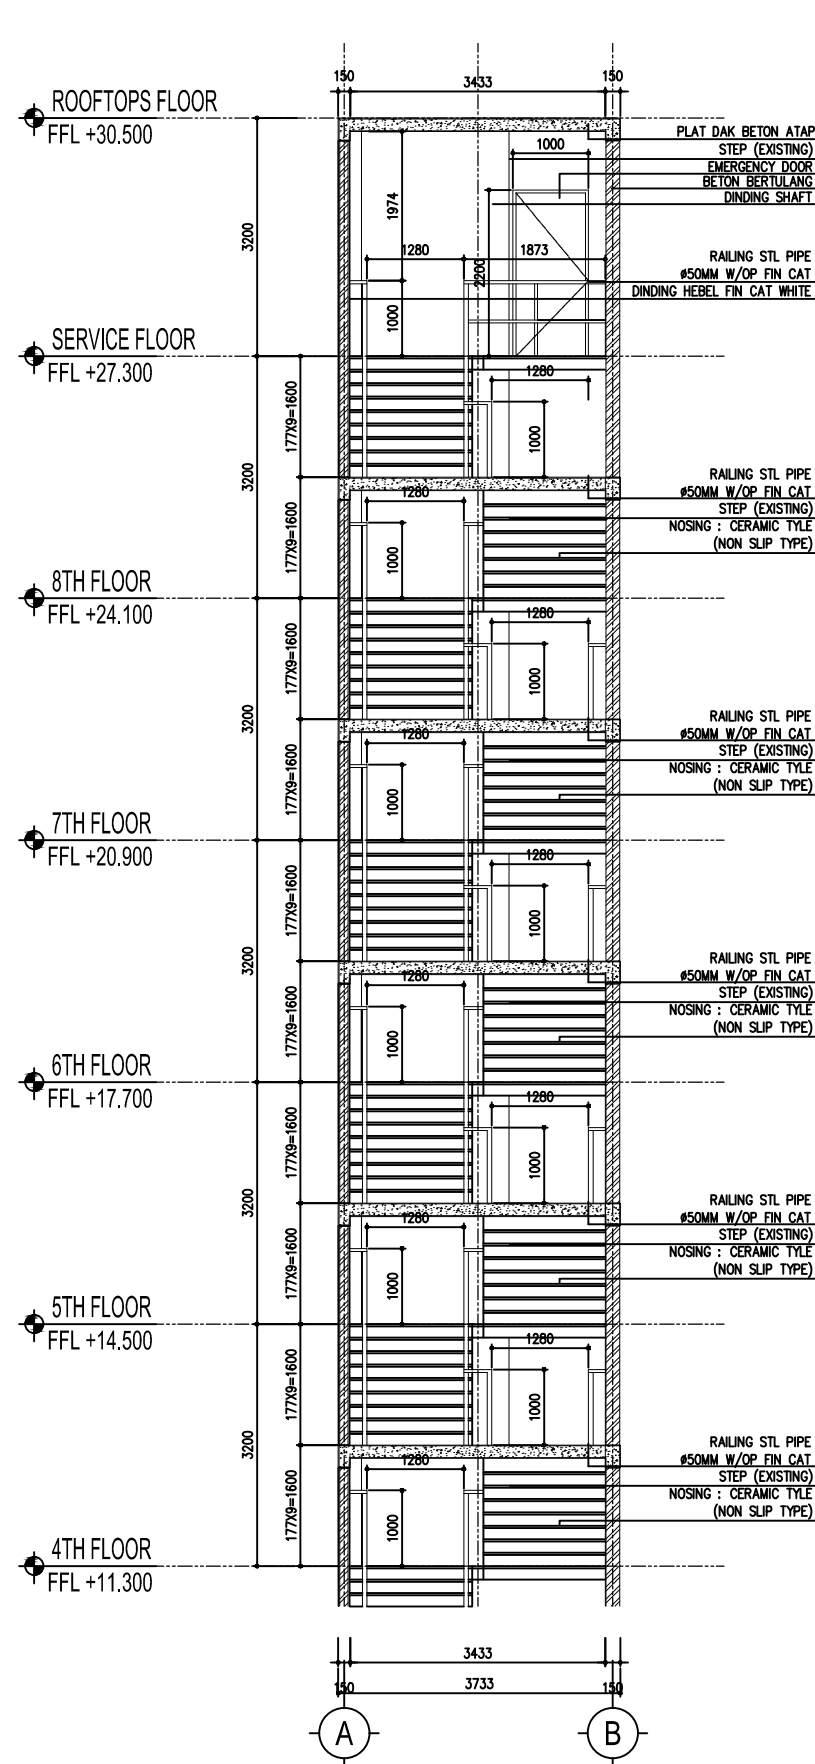 150
3433
150
ROOFTOPS FLOOR
FFL +30.500
PLAT DAK BETON ATAP
STEP (EXISTING)
EMERGENCY DOOR
BETON BERTULANG
DINDING SHAFT
1000
1974
3200
1280
1873
2200
1000
RAILING STL PIPE
ø50MM W/OP FIN CAT
DINDING HEBEL FIN CAT WHITE
SERVICE FLOOR
FFL +27.300
177X9=1600
1280
1000
3200
RAILING STL PIPE
ø50MM W/OP FIN CAT
STEP (EXISTING)
NOSING : CERAMIC TYLE
(NON SLIP TYPE)
1280
1000
177X9=1600
8TH FLOOR
FFL +24.100
177X9=1600
1280
1000
3200
RAILING STL PIPE
ø50MM W/OP FIN CAT
STEP (EXISTING)
NOSING : CERAMIC TYLE
(NON SLIP TYPE)
1280
1000
177X9=1600
7TH FLOOR
FFL +20.900
177X9=1600
1280
1000
3200
RAILING STL PIPE
ø50MM W/OP FIN CAT
STEP (EXISTING)
NOSING : CERAMIC TYLE
(NON SLIP TYPE)
1280
1000
177X9=1600
6TH FLOOR
FFL +17.700
177X9=1600
1280
1000
3200
RAILING STL PIPE
ø50MM W/OP FIN CAT
STEP (EXISTING)
NOSING : CERAMIC TYLE
(NON SLIP TYPE)
1280
1000
177X9=1600
5TH FLOOR
FFL +14.500
177X9=1600
1280
1000
3200
RAILING STL PIPE
ø50MM W/OP FIN CAT
STEP (EXISTING)
NOSING : CERAMIC TYLE
(NON SLIP TYPE)
1280
1000
177X9=1600
4TH FLOOR
FFL +11.300
3433
150
3733
150
A
B